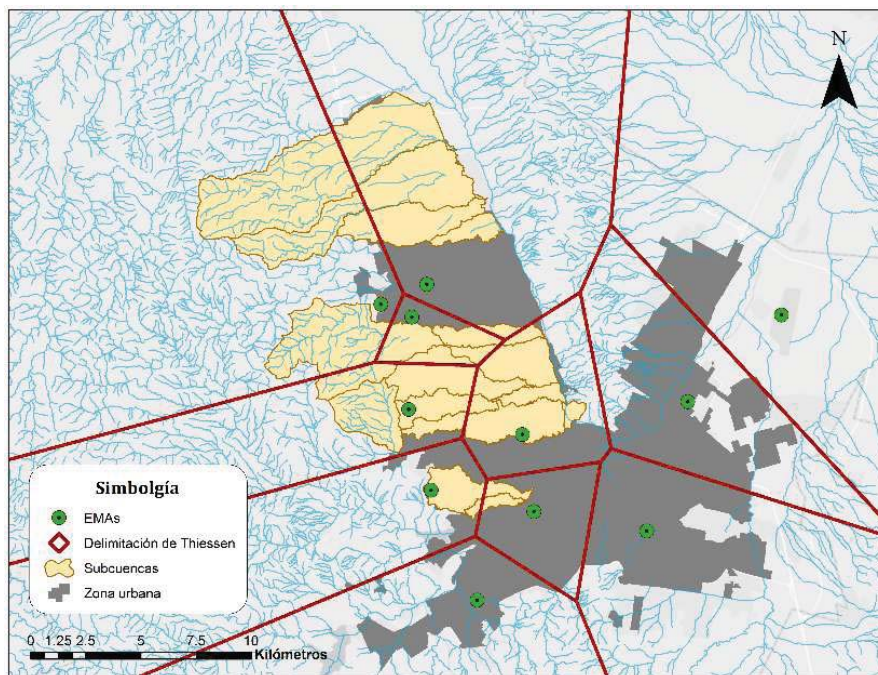 N
Simbolgía
EMAs
Delimitación de Thiessen
Subcuencas
Zona urbana
0 1.25 2.5 5 7.5 10
Kilómetros